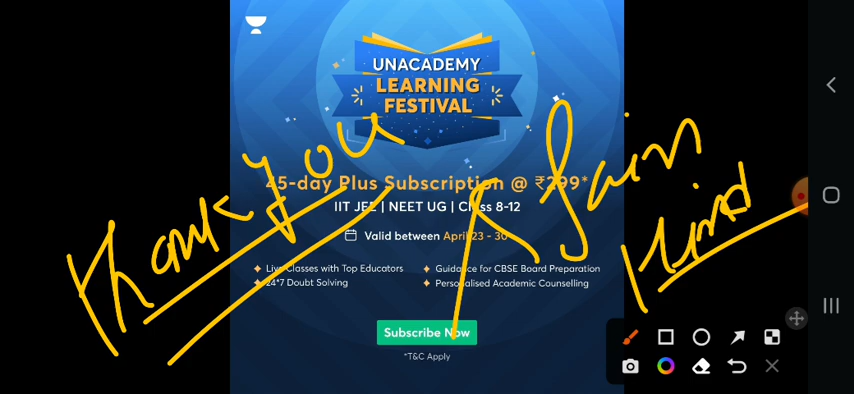 UNACADEMY
LEARNING
FESTIVAL
45-day Plus Subscription @ ₹299*
IIT JEE | NEET UG | Class 8-12
Valid between April 23 - 30
Live Classes with Top Educators
Guidance for CBSE Board Preparation
24*7 Doubt Solving
Personalised Academic Counselling
Subscribe Now
*T&C Apply
Thank You